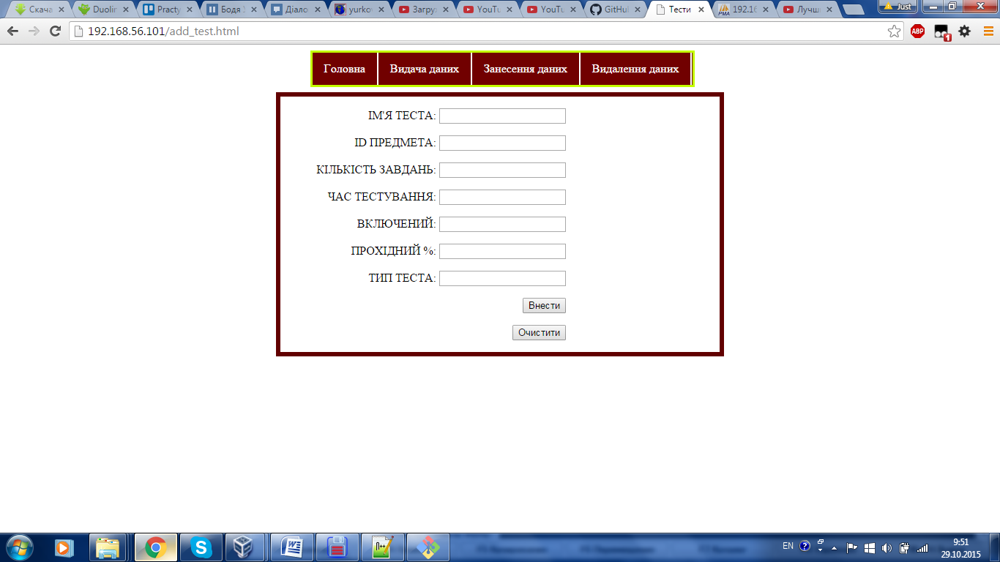 Скача Duolin Practy Бодя Діало yurko Загру YouTu YouTu GitHu Тести 192.16 Лучш Just
192.168.56.101/add_test.html
ABP 1
Головна Видача даних Занесення даних Видалення даних
ІМ'Я ТЕСТА:
ID ПРЕДМЕТА:
КІЛЬКІСТЬ ЗАВДАНЬ:
ЧАС ТЕСТУВАННЯ:
ВКЛЮЧЕНИЙ:
ПРОХІДНИЙ %:
ТИП ТЕСТА:
Внести
Очистити
EN 9:51
29.10.2015